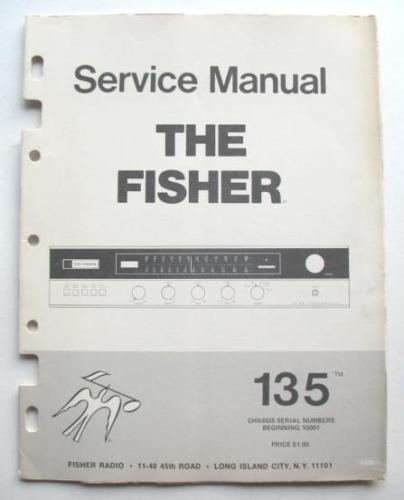 Service Manual
THE
FISHER®
135™
CHASSIS SERIAL NUMBERS
BEGINNING 10001
PRICE $1.00
FISHER RADIO • 11-40 45th ROAD • LONG ISLAND CITY, N.Y. 11101